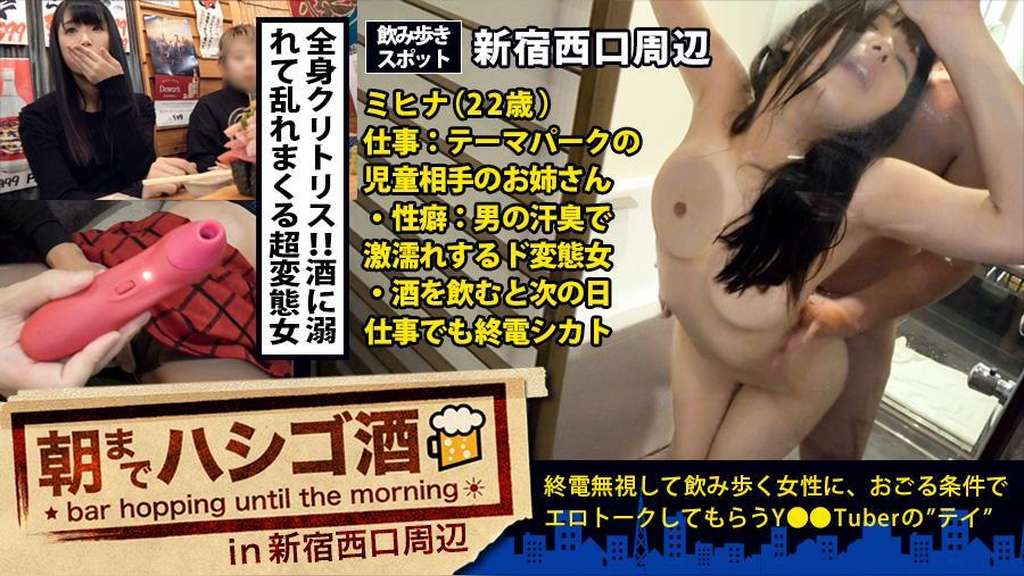 全身クリトリス!!酒に溺
れて乱れまくる超変態女
飲み歩き
スポット
新宿西口周辺
ミヒナ(22歳)
仕事：テーマパークの
児童相手のお姉さん
・性癖：男の汗臭で
激濡れするド変態女
・酒を飲むと次の日
仕事でも終電シカト
朝までハシゴ酒
★bar hopping until the morning☀
in新宿西口周辺
終電無視して飲み歩く女性に、おごる条件で
エロトークしてもらうY●●Tuberの”テイ”